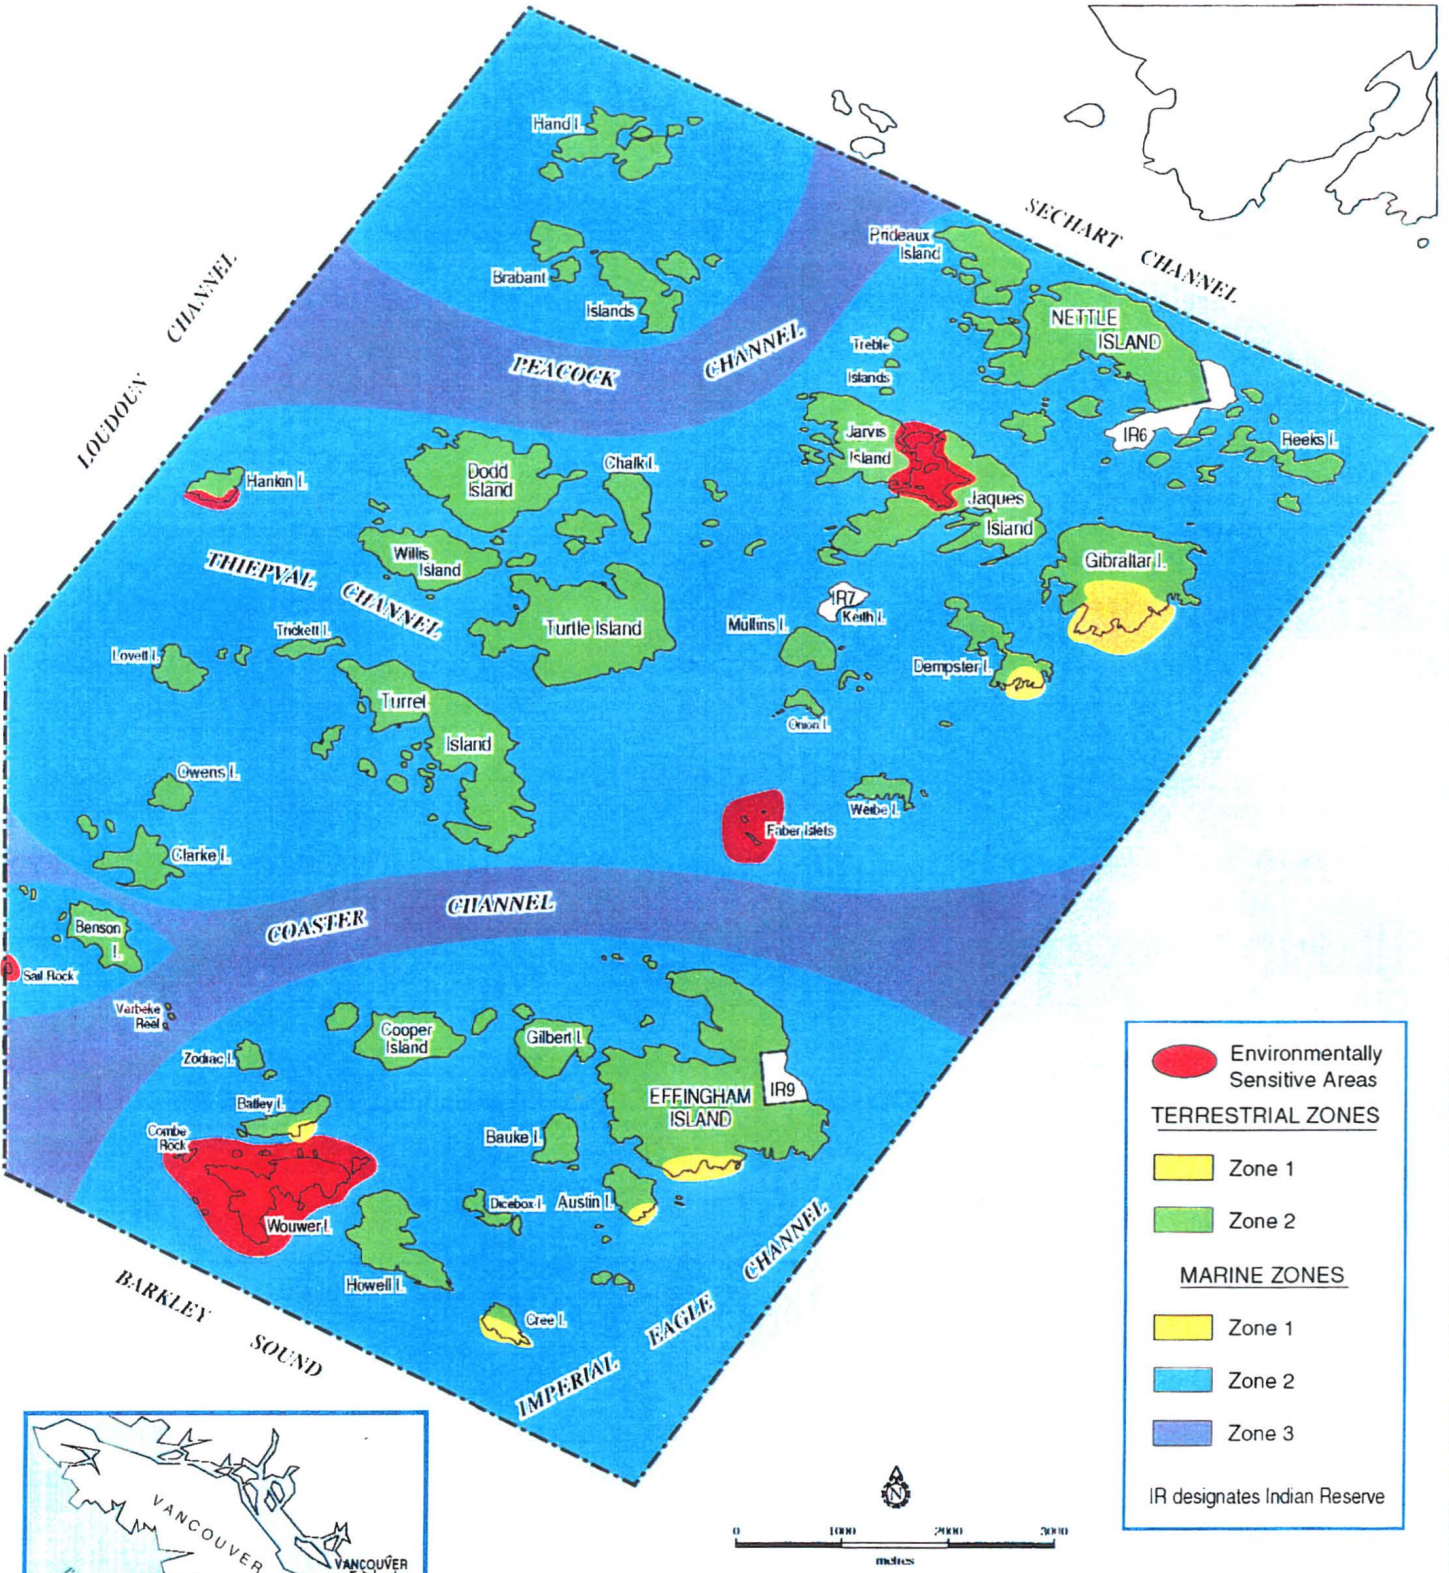 Hand I.
SECHART CHANNEL
Prideaux
Island
Brabant
Islands
NETTLE
ISLAND
LOUDOUN CHANNEL
PEACOCK CHANNEL
Treble
Islands
IR6
Reeks I.
Jarvis
Island
Jaques
Island
Hankin I.
Dodd
Island
Chalk I.
Willis
Island
Gibraltar I.
THIEPVAL CHANNEL
IR7
Keith I.
Turtle Island
Mullins I.
Trickett I.
Lovett I.
Dempster I.
Turret
Island
Onion I.
Owens I.
Weibe I.
Faber Islets
Clarke I.
COASTER CHANNEL
Benson
I.
Sail Rock
Varbeke
Reef
Cooper
Island
Gilbert I.
Zodiac I.
EFFINGHAM
ISLAND
IR9
Batley I.
Combe
Rock
Bauke I.
Dicebox I.
Austin I.
Wouwer I.
Howell I.
Cree I.
IMPERIAL EAGLE CHANNEL
BARKLEY SOUND
Environmentally
Sensitive Areas
TERRESTRIAL ZONES
Zone 1
Zone 2
MARINE ZONES
Zone 1
Zone 2
Zone 3
IR designates Indian Reserve
N
0 1000 2000 3000
metres
VANCOUVER
VANCOUVER